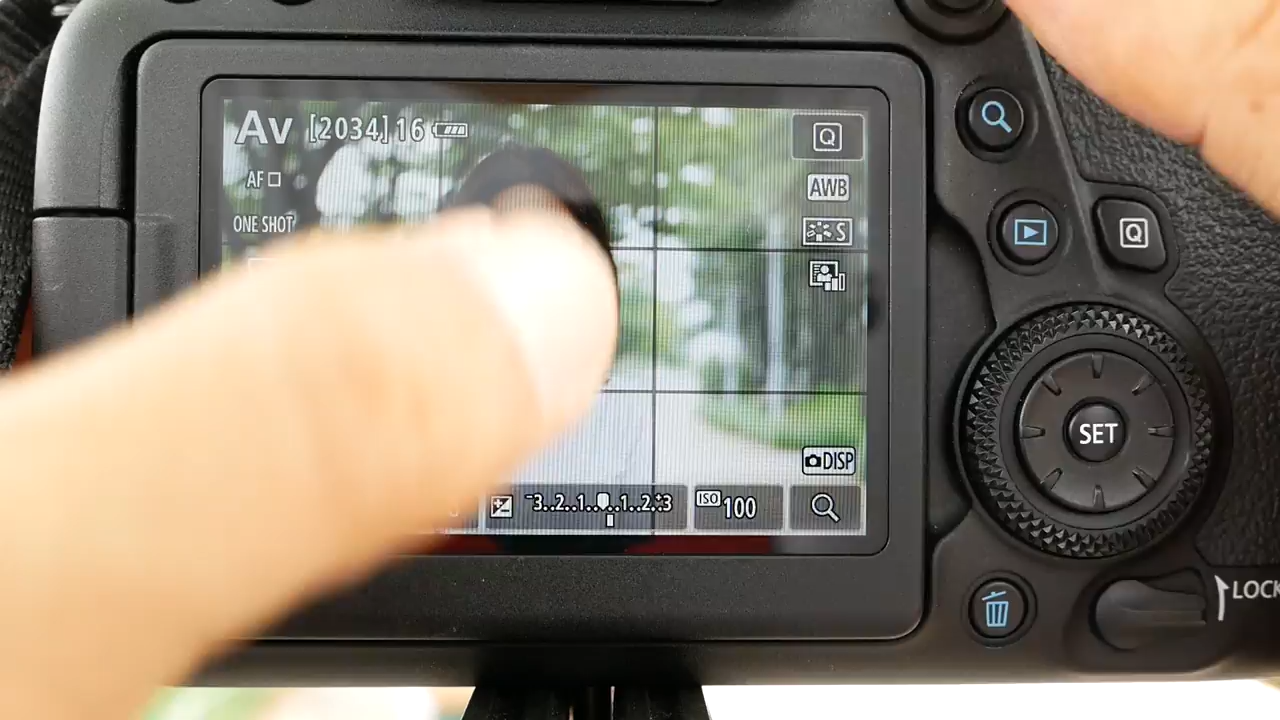 Av [2034] 16
Q
AF
AWB
ONE SHOT
S
Q
SET
DISP
-3..2..1..0..1..2..+3
ISO 100
LOCK